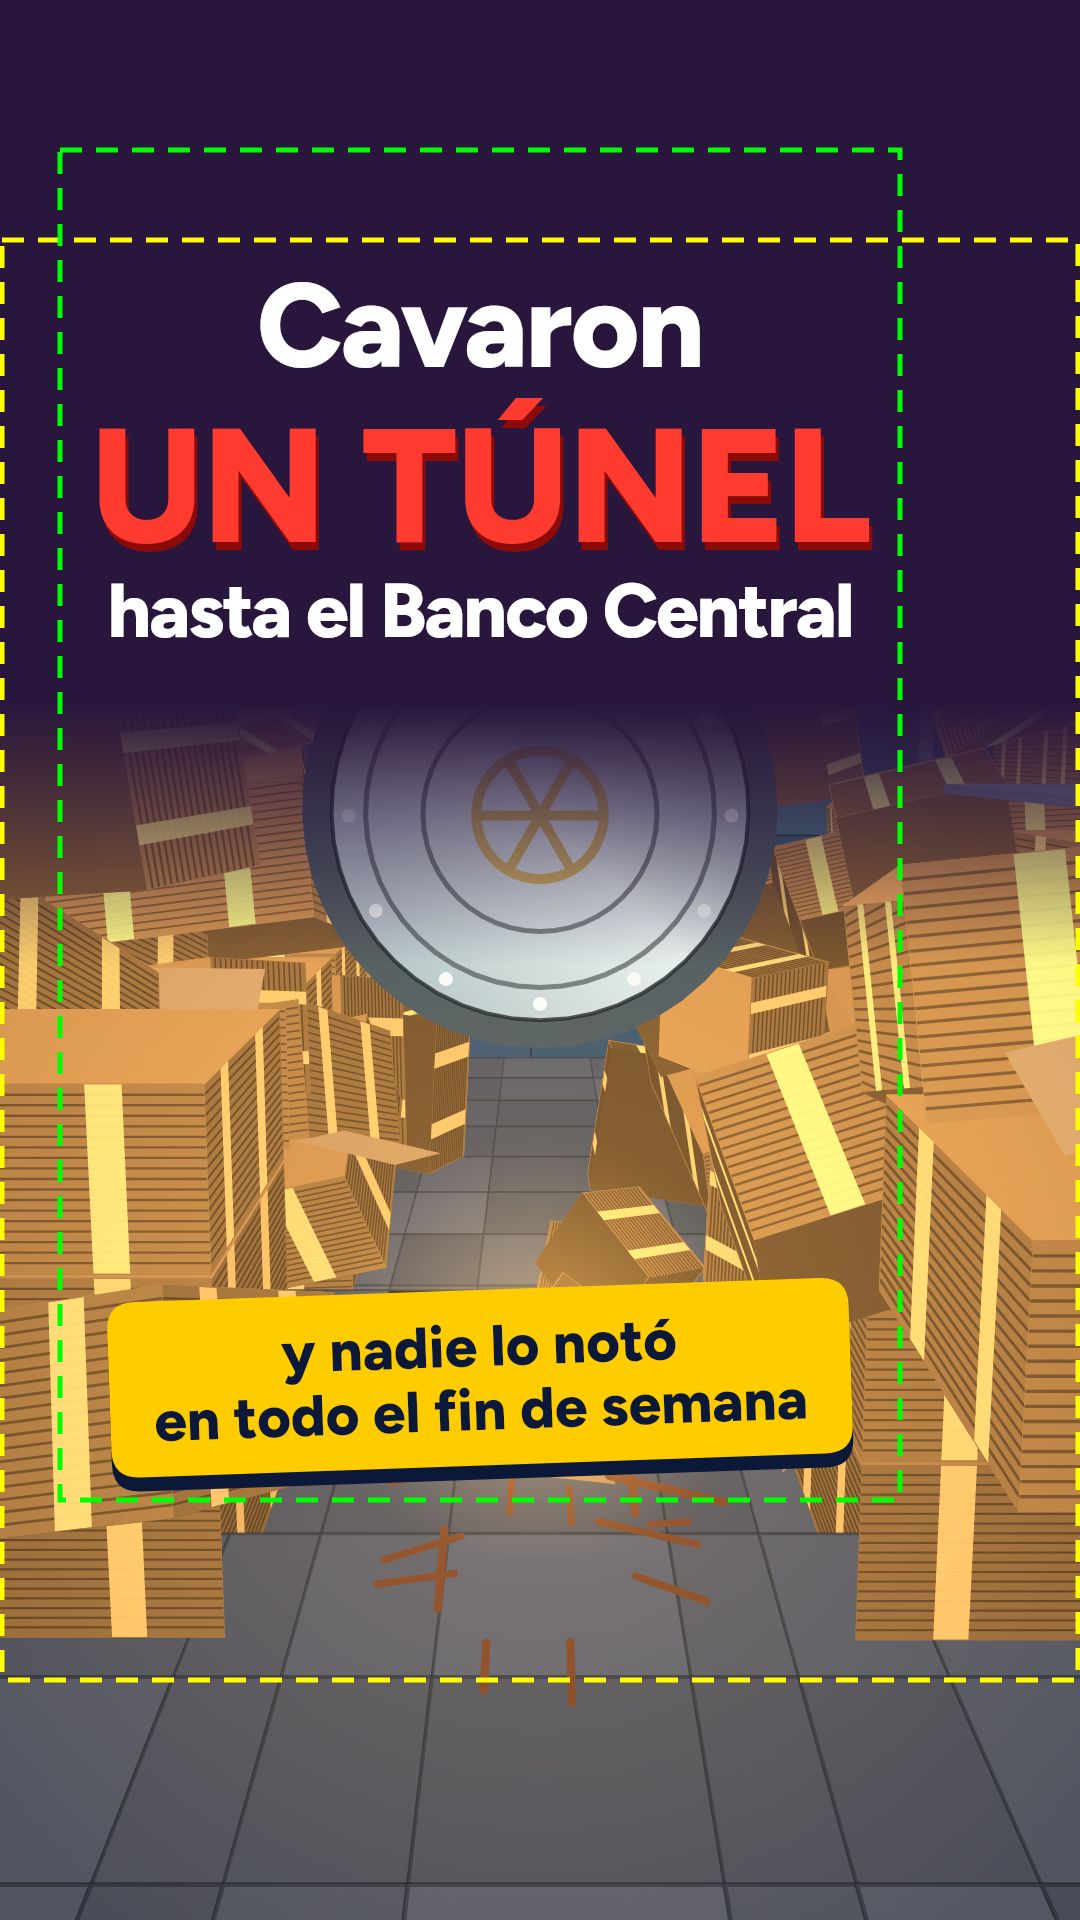 Cavaron
UN TÚNEL
hasta el Banco Central
y nadie lo notó
en todo el fin de semana